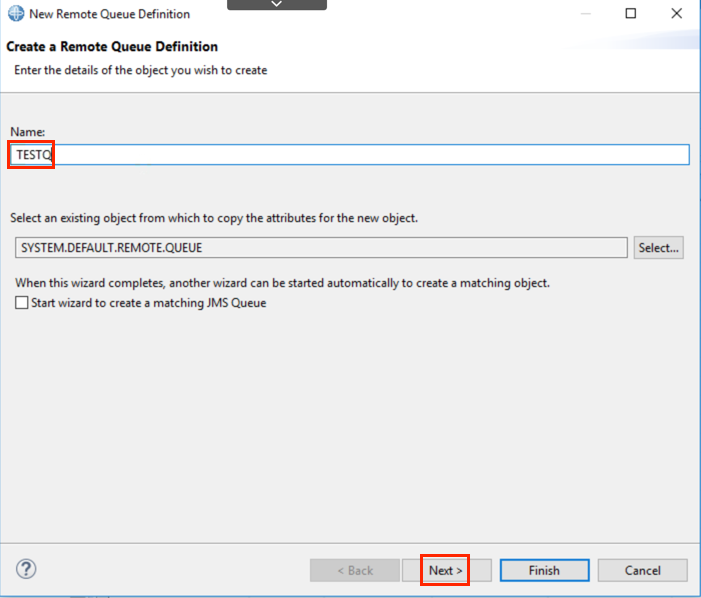 New Remote Queue Definition
Create a Remote Queue Definition
Enter the details of the object you wish to create
Name:
TESTQ
Select an existing object from which to copy the attributes for the new object.
SYSTEM.DEFAULT.REMOTE.QUEUE
Select...
When this wizard completes, another wizard can be started automatically to create a matching object.
Start wizard to create a matching JMS Queue
?
< Back
Next >
Finish
Cancel